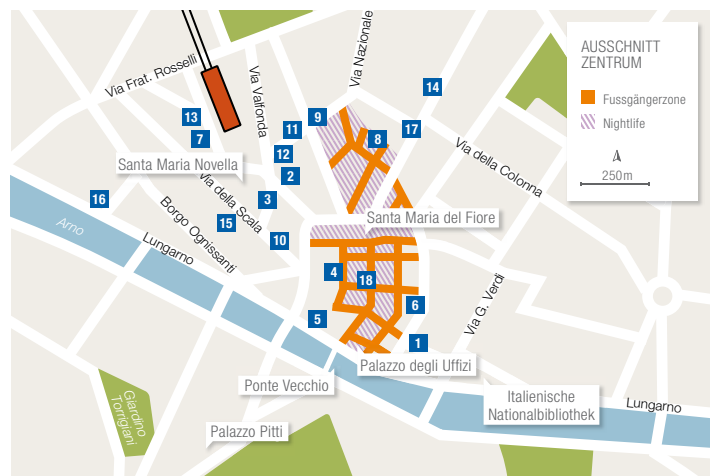 AUSSCHNITT
ZENTRUM
Fussgängerzone
Nightlife
250 m
Via Nazionale
Via Frat. Rosselli
Via Valfonda
14
13
9
7
11
8
17
12
Via della Colonna
Santa Maria Novella
2
Via della Scala
16
3
Borgo Ognissanti
Santa Maria del Fiore
Arno
15
Lungarno
10
4
18
6
Via G. Verdi
5
1
Palazzo degli Uffizi
Ponte Vecchio
Italienische
Nationalbibliothek
Lungarno
Giardino
Torrigiani
Palazzo Pitti